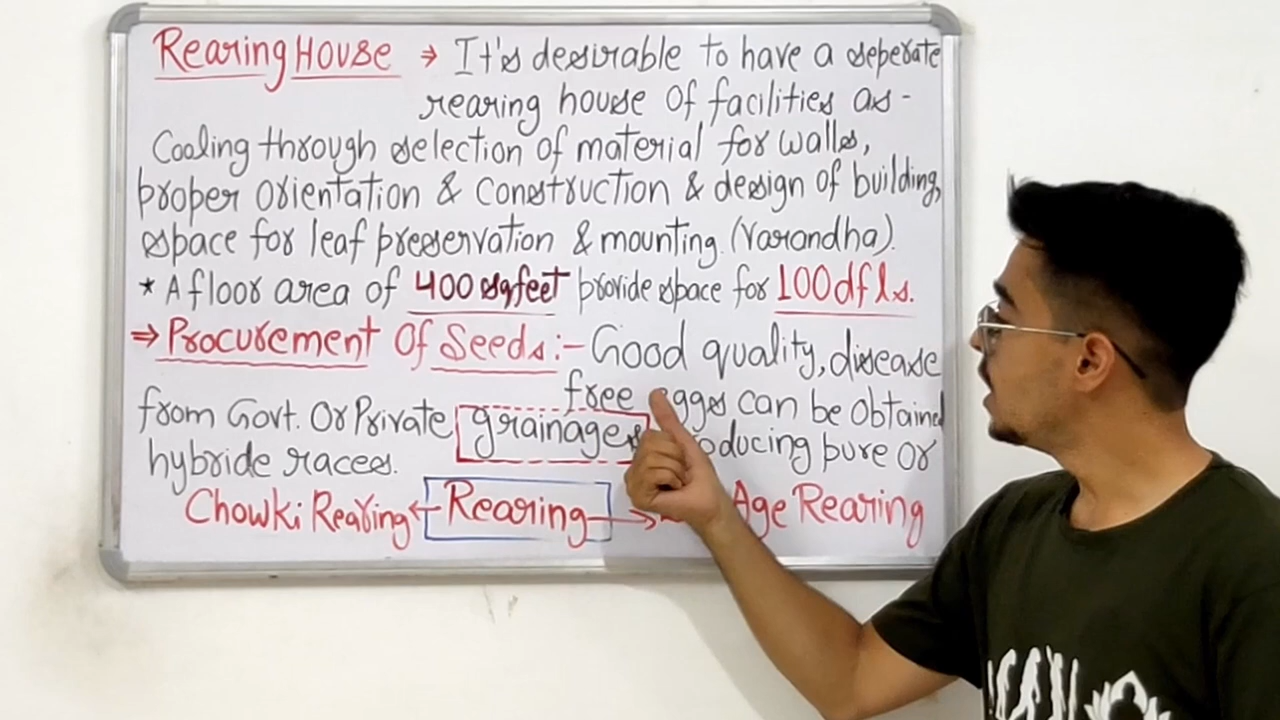 Rearing House → It's desirable to have a seperate
rearing house of facilities as -
Cooling through selection of material for walls,
proper orientation & construction & design of building,
space for leaf preservation & mounting. (Varandha).
* A floor area of 400 sqfeet provide space for 100 dfls.
⇒ Procurement Of Seeds :- Good quality, disease
free eggs can be obtained
from Govt. Or Private grainages
hybride races. pure or
Chowki Rearing ← Rearing → Age Rearing